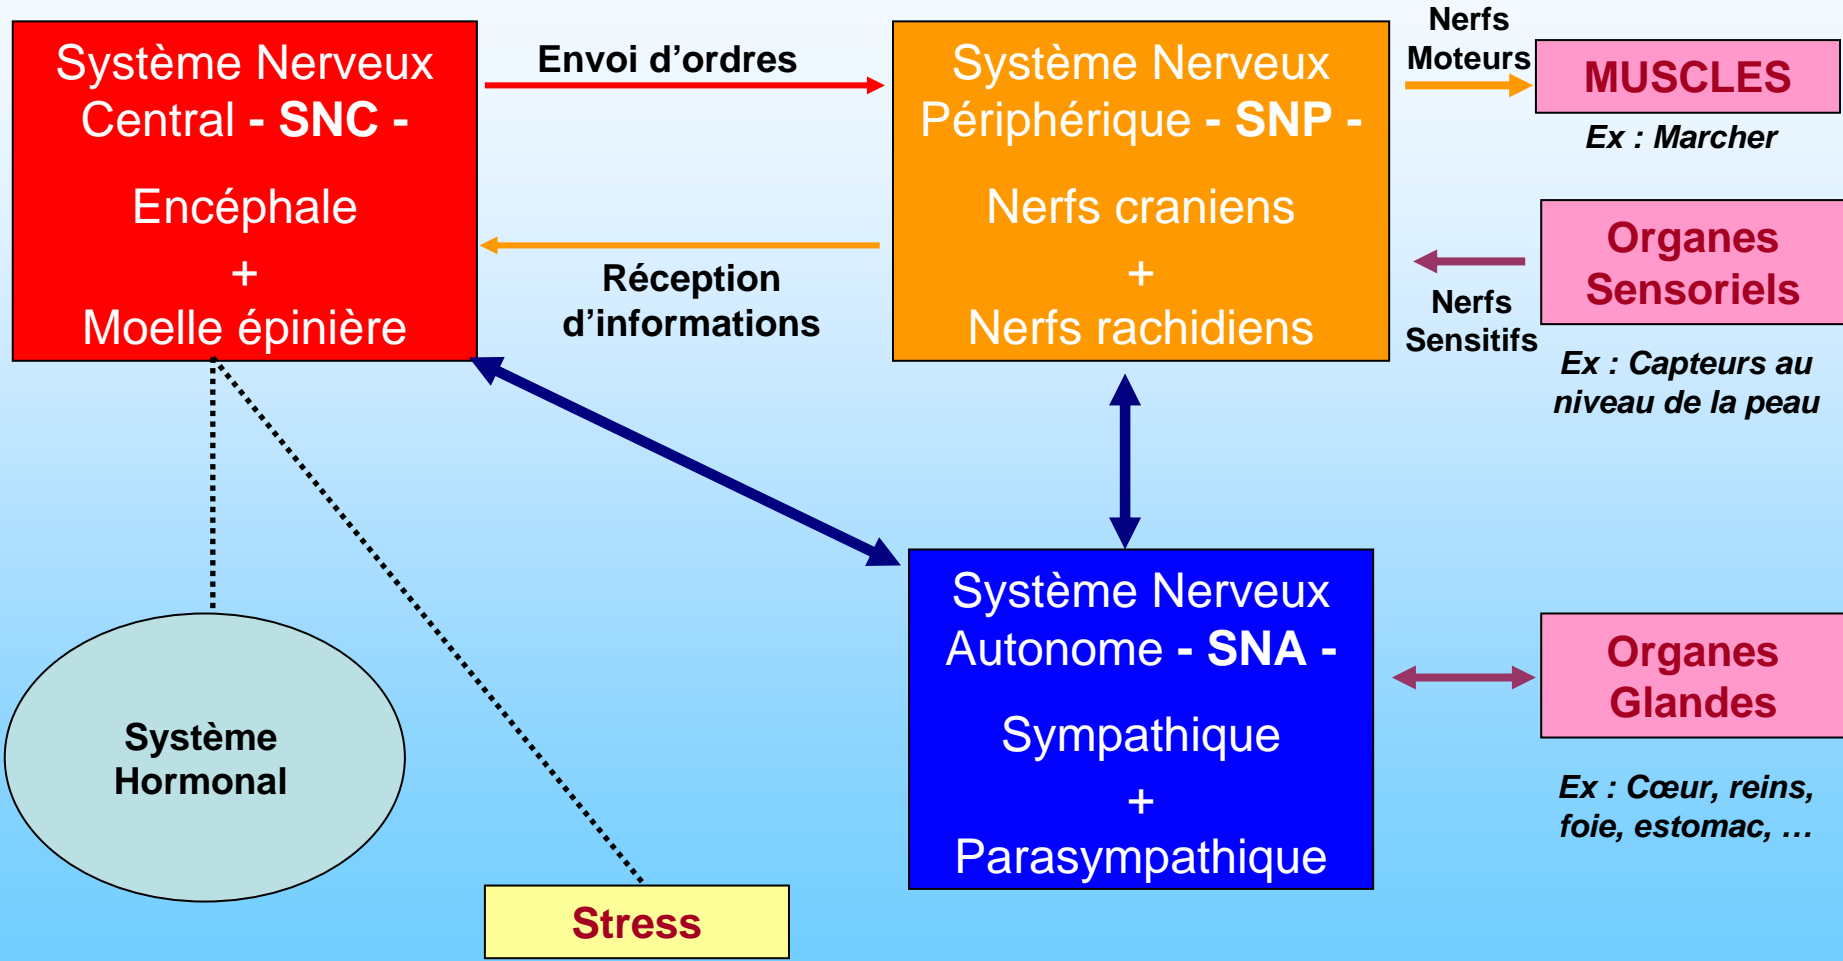 Système Nerveux
Central - SNC -
Encéphale
+
Moelle épinière
Envoi d’ordres
Réception
d’informations
Système Nerveux
Périphérique - SNP -
Nerfs craniens
+
Nerfs rachidiens
Nerfs
Moteurs
MUSCLES
Ex : Marcher
Organes
Sensoriels
Nerfs
Sensitifs
Ex : Capteurs au
niveau de la peau
Système Nerveux
Autonome - SNA -
Sympathique
+
Parasympathique
Organes
Glandes
Ex : Cœur, reins,
foie, estomac, …
Système
Hormonal
Stress